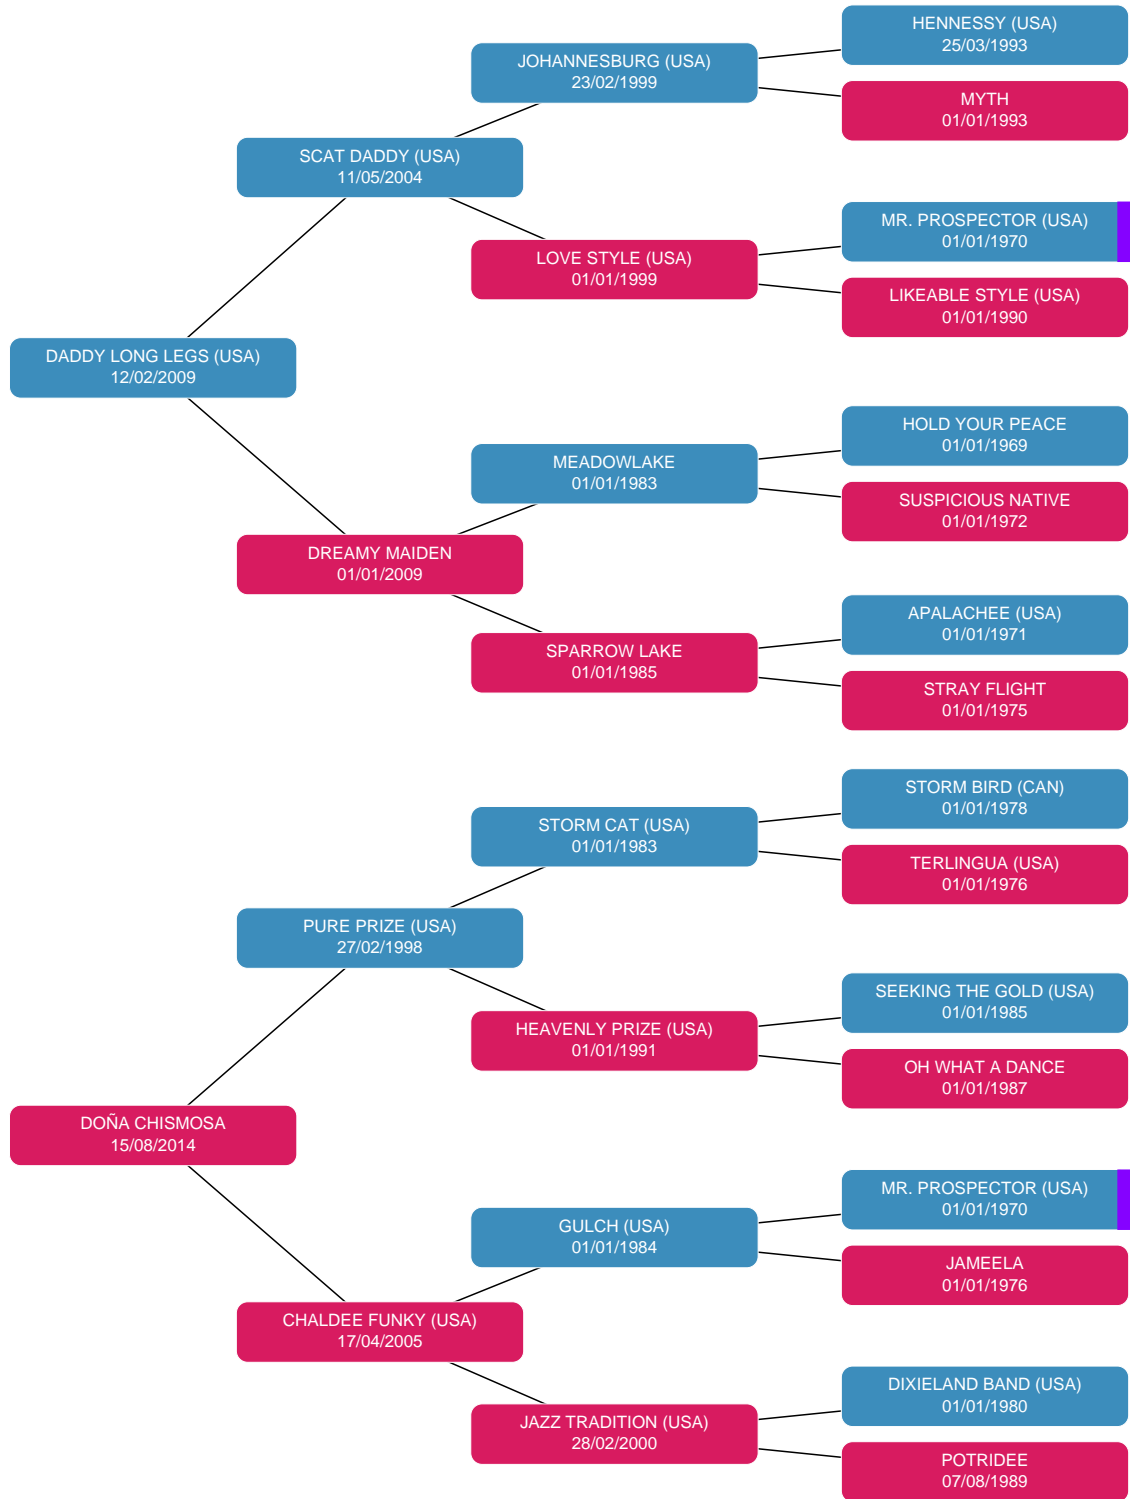 HENNESSY (USA)
25/03/1993
JOHANNESBURG (USA)
23/02/1999
MYTH
01/01/1993
SCAT DADDY (USA)
11/05/2004
MR. PROSPECTOR (USA)
01/01/1970
LOVE STYLE (USA)
01/01/1999
LIKEABLE STYLE (USA)
01/01/1990
DADDY LONG LEGS (USA)
12/02/2009
HOLD YOUR PEACE
01/01/1969
MEADOWLAKE
01/01/1983
SUSPICIOUS NATIVE
01/01/1972
DREAMY MAIDEN
01/01/2009
APALACHEE (USA)
01/01/1971
SPARROW LAKE
01/01/1985
STRAY FLIGHT
01/01/1975
STORM BIRD (CAN)
01/01/1978
STORM CAT (USA)
01/01/1983
TERLINGUA (USA)
01/01/1976
PURE PRIZE (USA)
27/02/1998
SEEKING THE GOLD (USA)
01/01/1985
HEAVENLY PRIZE (USA)
01/01/1991
OH WHAT A DANCE
01/01/1987
DOÑA CHISMOSA
15/08/2014
MR. PROSPECTOR (USA)
01/01/1970
GULCH (USA)
01/01/1984
JAMEELA
01/01/1976
CHALDEE FUNKY (USA)
17/04/2005
DIXIELAND BAND (USA)
01/01/1980
JAZZ TRADITION (USA)
28/02/2000
POTRIDEE
07/08/1989